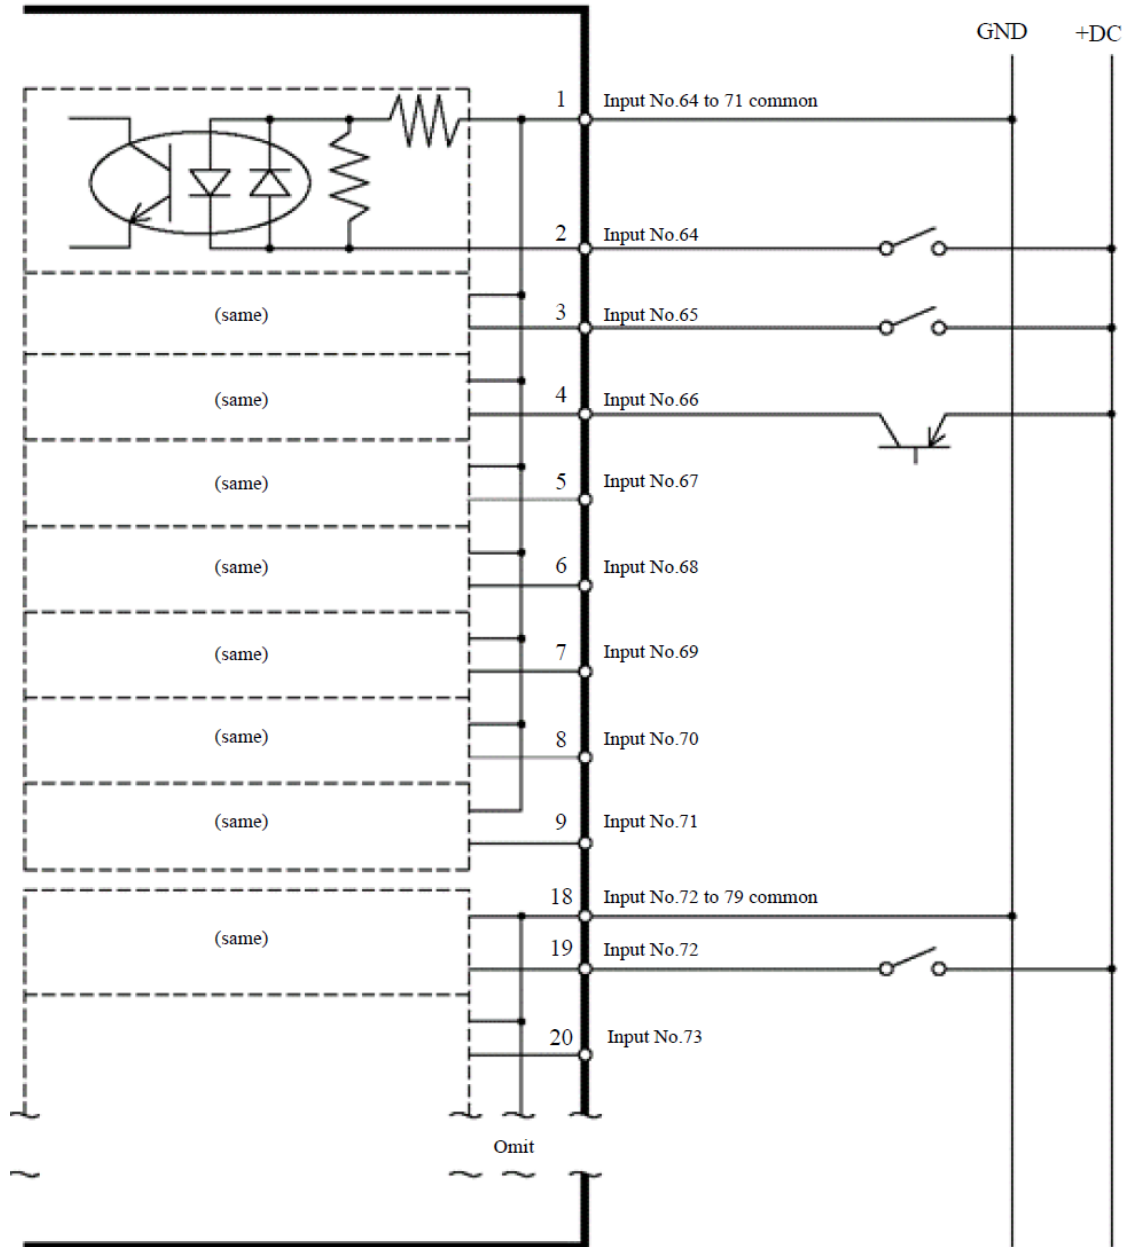 GND +DC
1 Input No.64 to 71 common
2 Input No.64
(same) 3 Input No.65
(same) 4 Input No.66
(same) 5 Input No.67
(same) 6 Input No.68
(same) 7 Input No.69
(same) 8 Input No.70
(same) 9 Input No.71
18 Input No.72 to 79 common
(same) 19 Input No.72
20 Input No.73
Omit